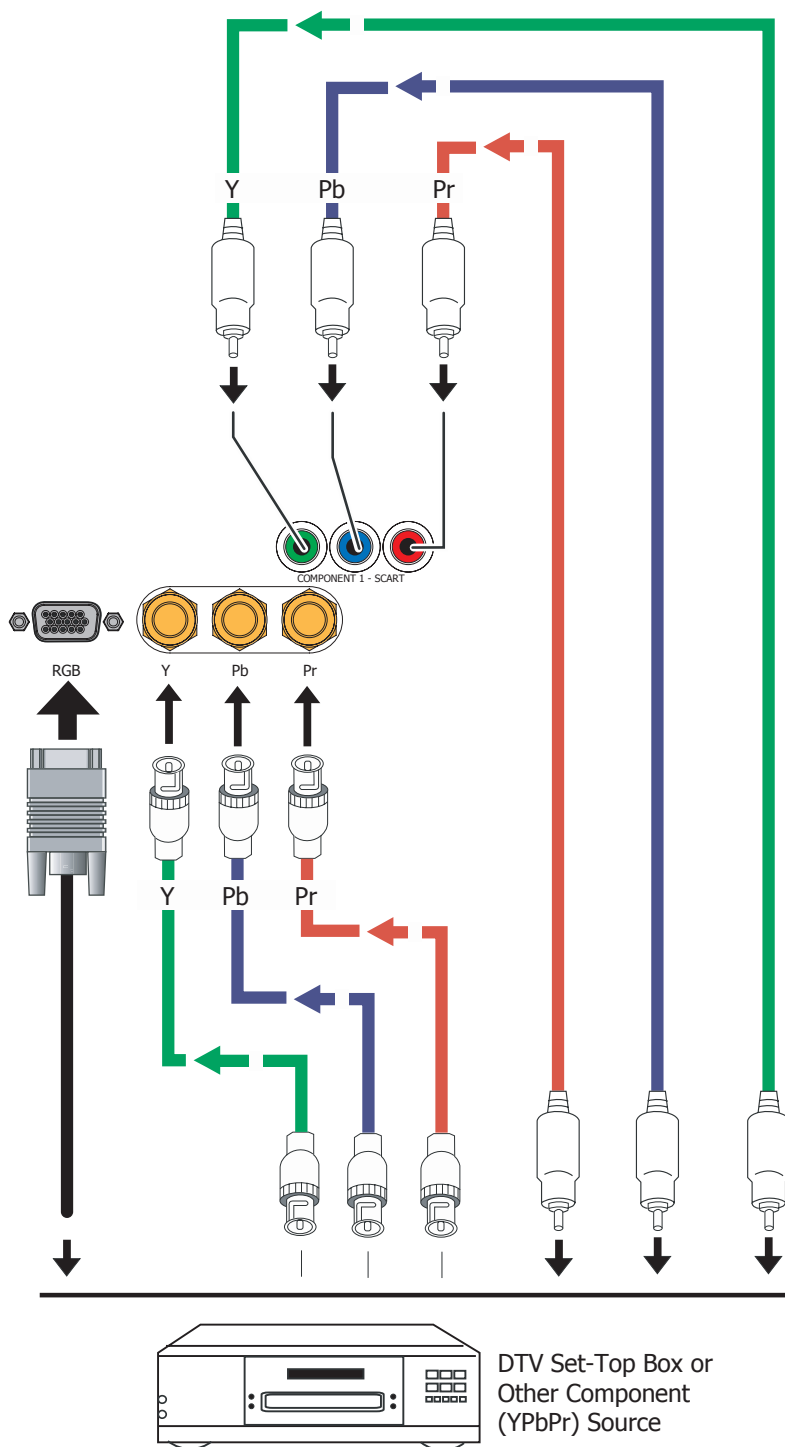 Y Pb Pr
COMPONENT 1 - SCART
RGB Y Pb Pr
Y Pb Pr
DTV Set-Top Box or
Other Component
(YPbPr) Source